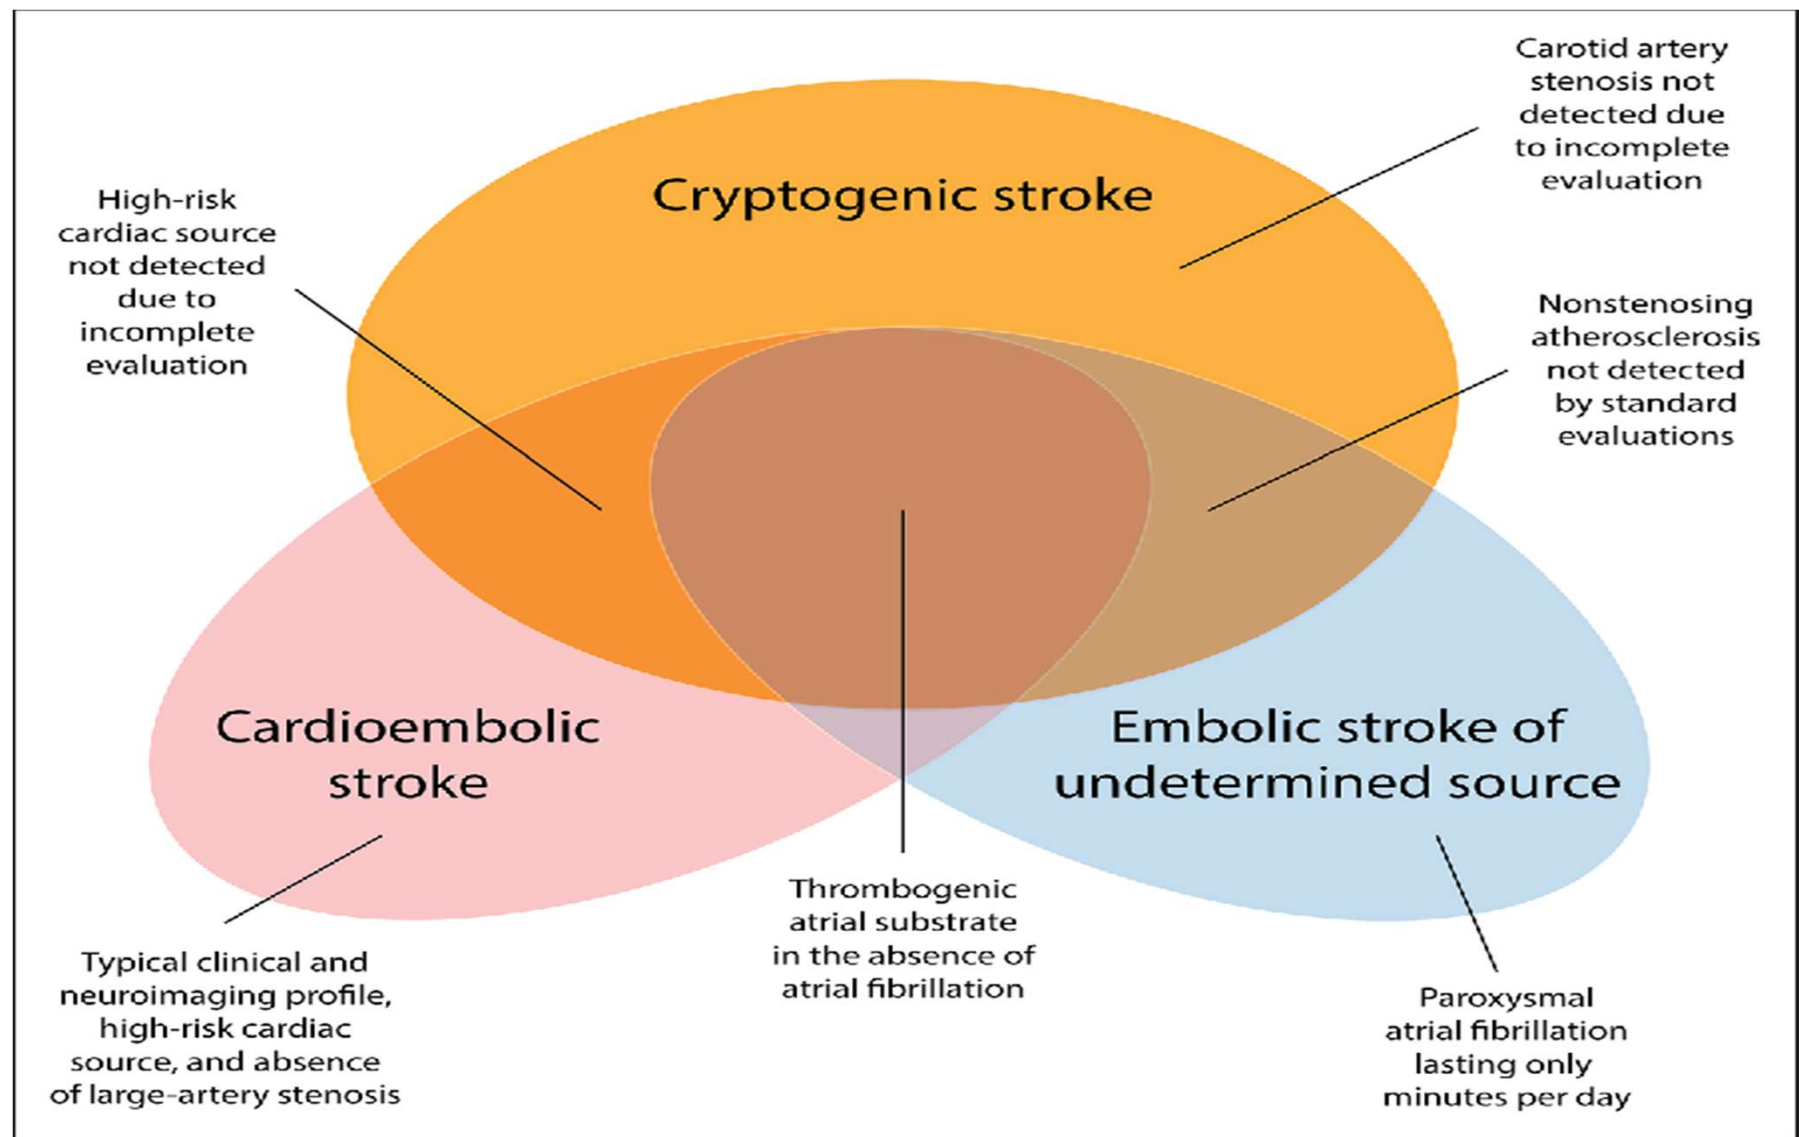 Carotid artery
stenosis not
detected due
to incomplete
evaluation
Cryptogenic stroke
High-risk
cardiac source
not detected
due to
incomplete
evaluation
Nonstenosing
atherosclerosis
not detected
by standard
evaluations
Cardioembolic
stroke
Embolic stroke of
undetermined source
Thrombogenic
atrial substrate
in the absence of
atrial fibrillation
Typical clinical and
neuroimaging profile,
high-risk cardiac
source, and absence
of large-artery stenosis
Paroxysmal
atrial fibrillation
lasting only
minutes per day